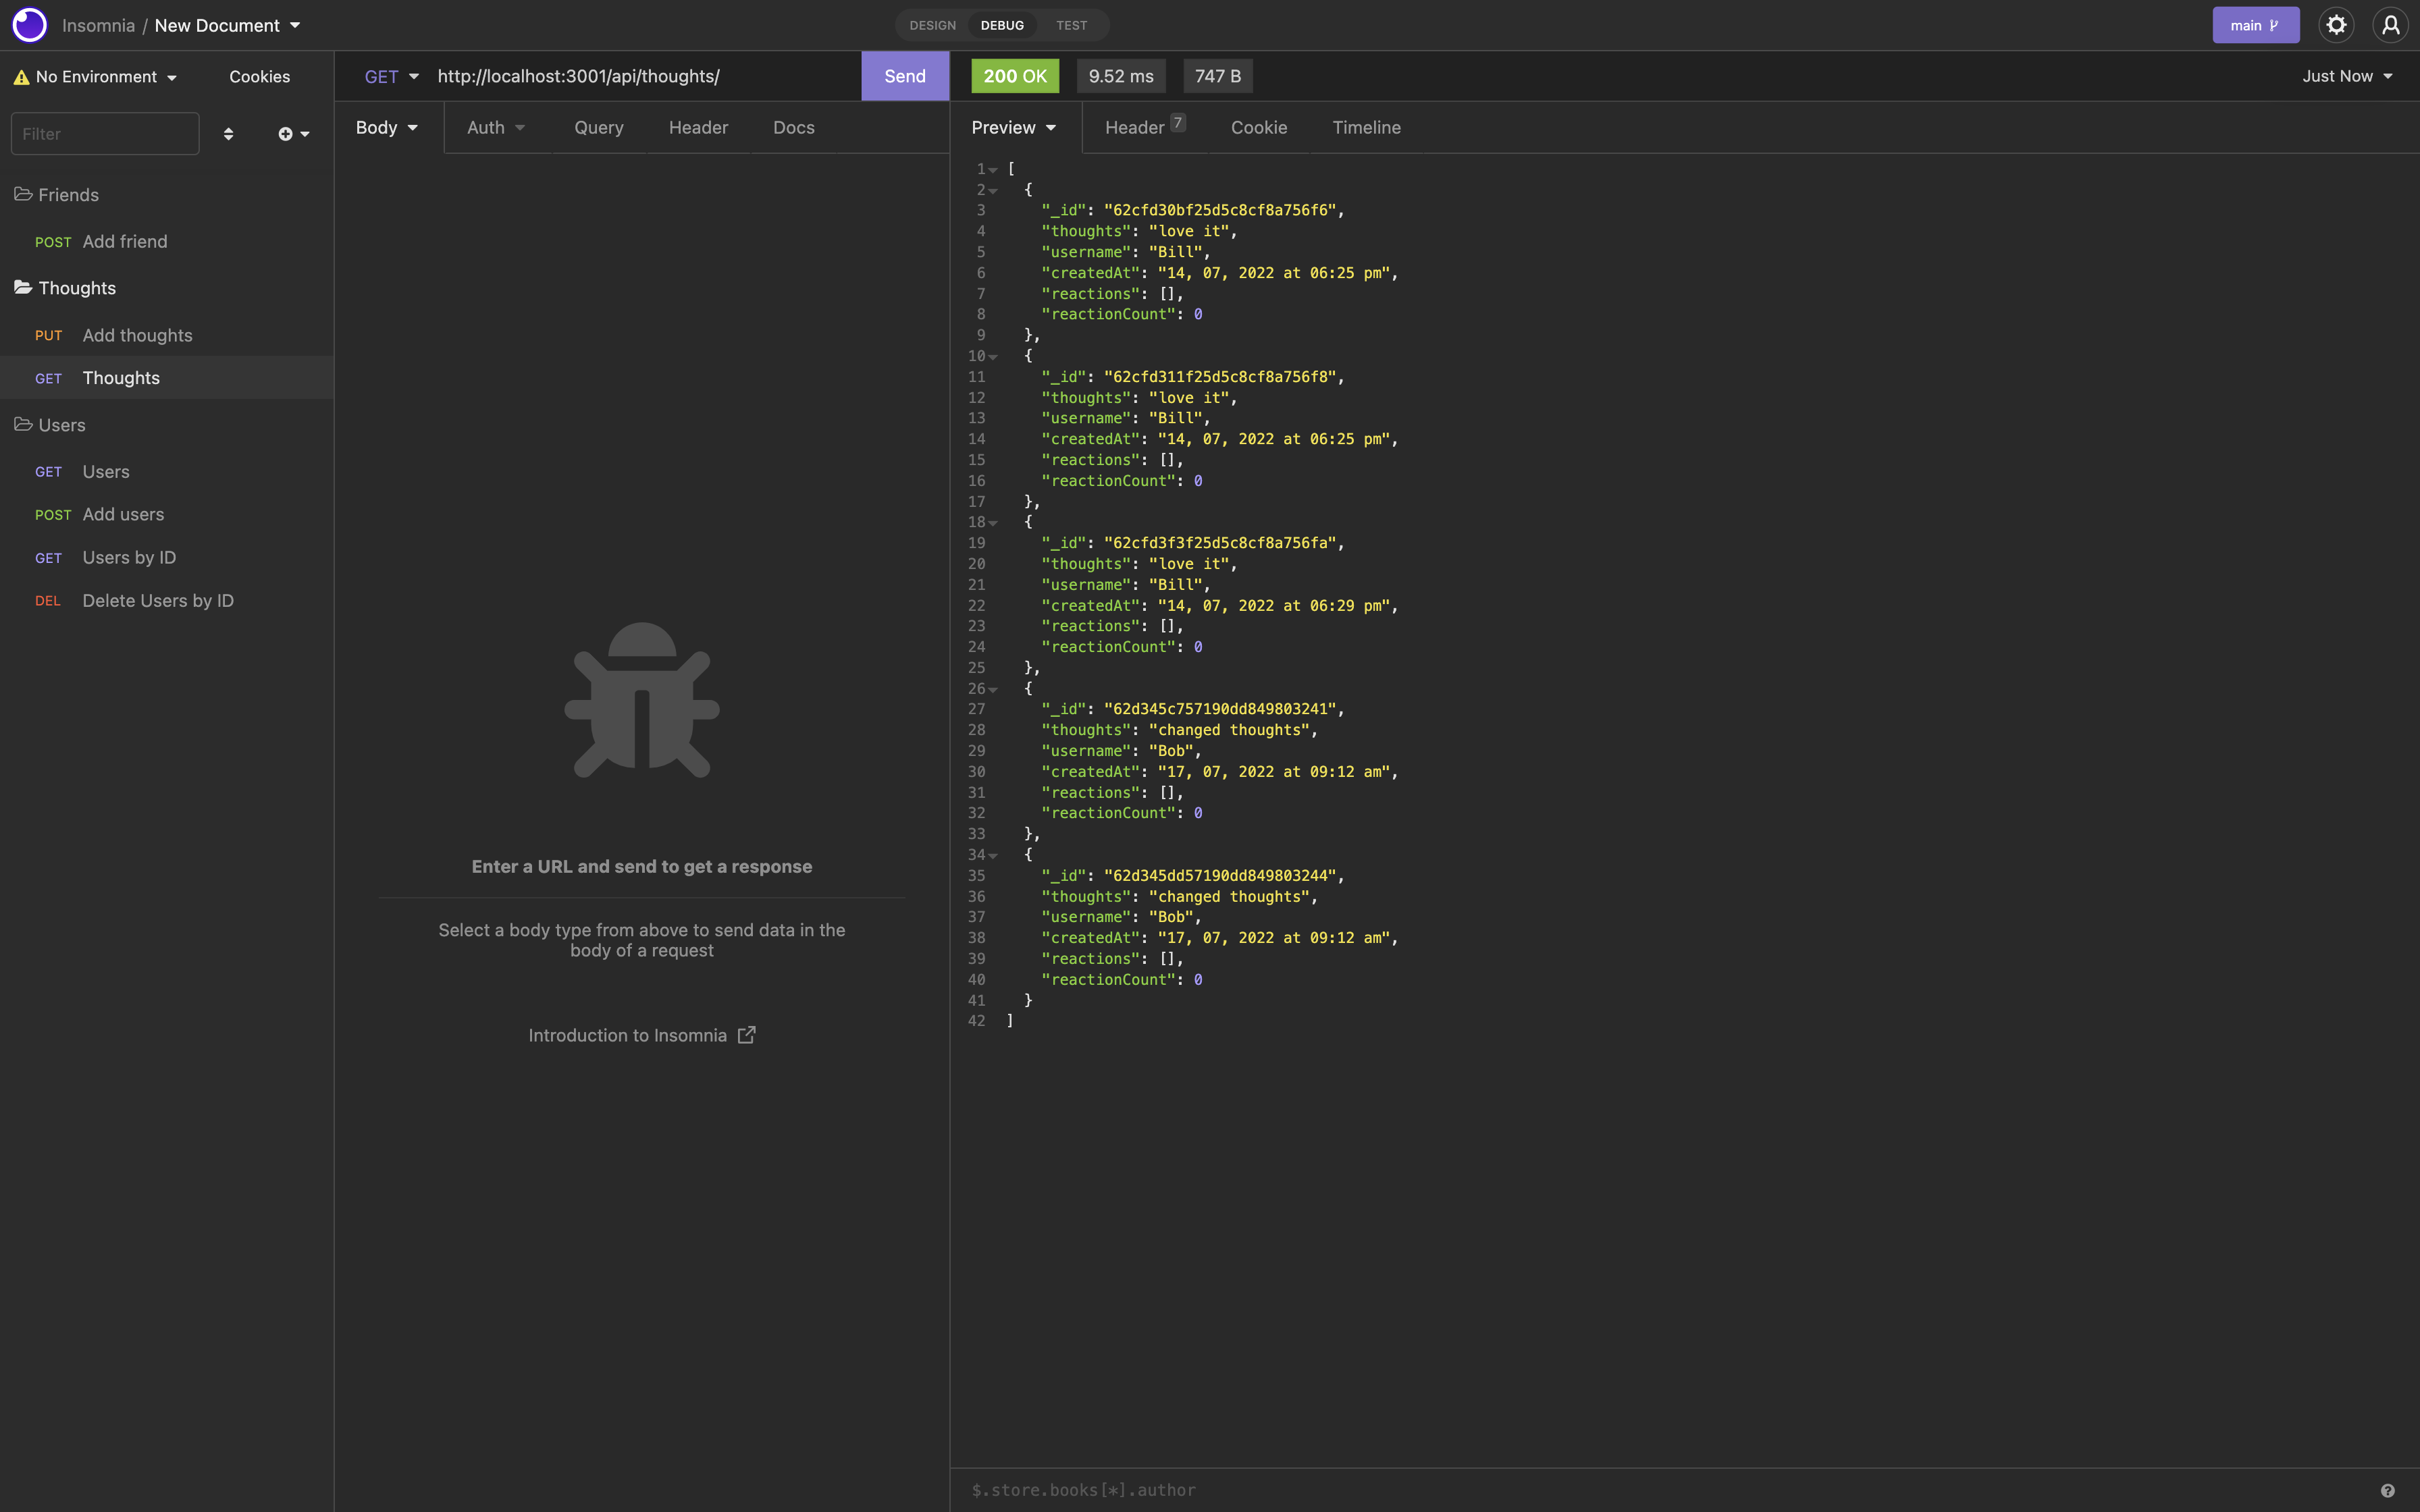 Insomnia / New Document
DESIGN DEBUG TEST
main
No Environment Cookies
Filter
Friends
POST Add friend
Thoughts
PUT Add thoughts
GET Thoughts
Users
GET Users
POST Add users
GET Users by ID
DEL Delete Users by ID
GET http://localhost:3001/api/thoughts/ Send
Body Auth Query Header Docs
Enter a URL and send to get a response
Select a body type from above to send data in the
body of a request
Introduction to Insomnia
200 OK 9.52 ms 747 B Just Now
Preview Header 7 Cookie Timeline
1 [
2 {
3 "_id": "62cfd30bf25d5c8cf8a756f6",
4 "thoughts": "love it",
5 "username": "Bill",
6 "createdAt": "14, 07, 2022 at 06:25 pm",
7 "reactions": [],
8 "reactionCount": 0
9 },
10 {
11 "_id": "62cfd311f25d5c8cf8a756f8",
12 "thoughts": "love it",
13 "username": "Bill",
14 "createdAt": "14, 07, 2022 at 06:25 pm",
15 "reactions": [],
16 "reactionCount": 0
17 },
18 {
19 "_id": "62cfd3f3f25d5c8cf8a756fa",
20 "thoughts": "love it",
21 "username": "Bill",
22 "createdAt": "14, 07, 2022 at 06:29 pm",
23 "reactions": [],
24 "reactionCount": 0
25 },
26 {
27 "_id": "62d345c757190dd849803241",
28 "thoughts": "changed thoughts",
29 "username": "Bob",
30 "createdAt": "17, 07, 2022 at 09:12 am",
31 "reactions": [],
32 "reactionCount": 0
33 },
34 {
35 "_id": "62d345dd57190dd849803244",
36 "thoughts": "changed thoughts",
37 "username": "Bob",
38 "createdAt": "17, 07, 2022 at 09:12 am",
39 "reactions": [],
40 "reactionCount": 0
41 }
42 ]
$.store.books[*].author